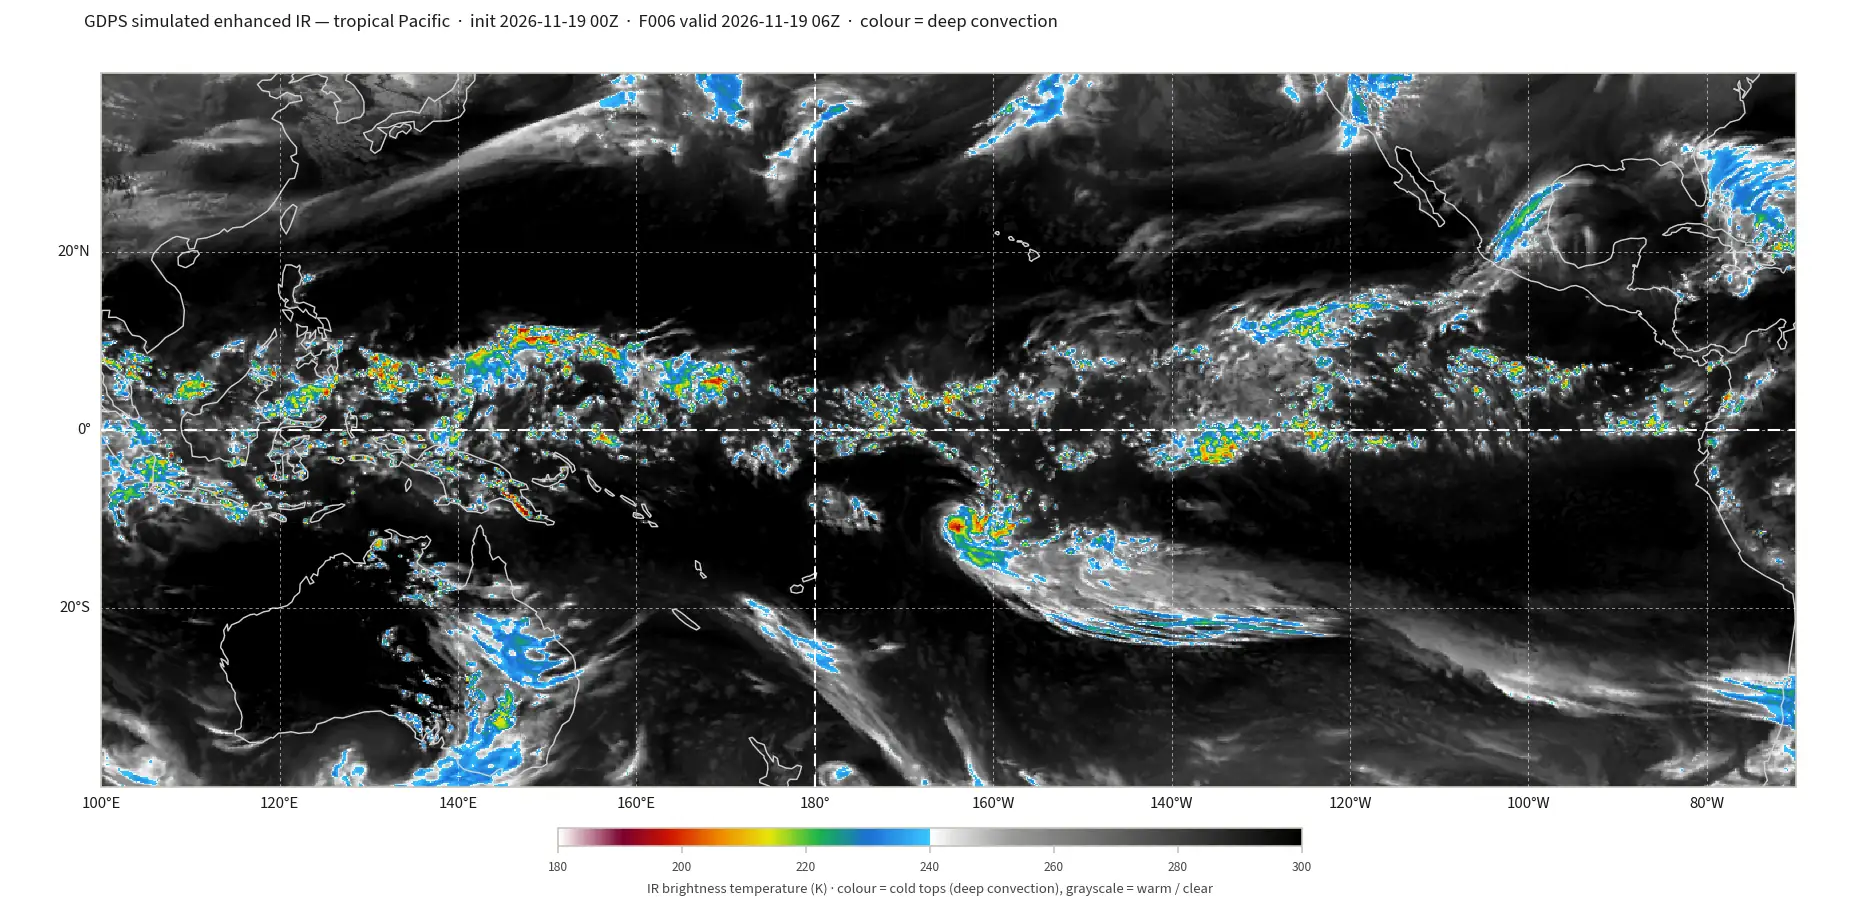 GDPS simulated enhanced IR — tropical Pacific · init 2026-11-19 00Z · F006 valid 2026-11-19 06Z · colour = deep convection
20°N
0°
20°S
100°E 120°E 140°E 160°E 180° 160°W 140°W 120°W 100°W 80°W
180 200 220 240 260 280 300
IR brightness temperature (K) · colour = cold tops (deep convection), grayscale = warm / clear